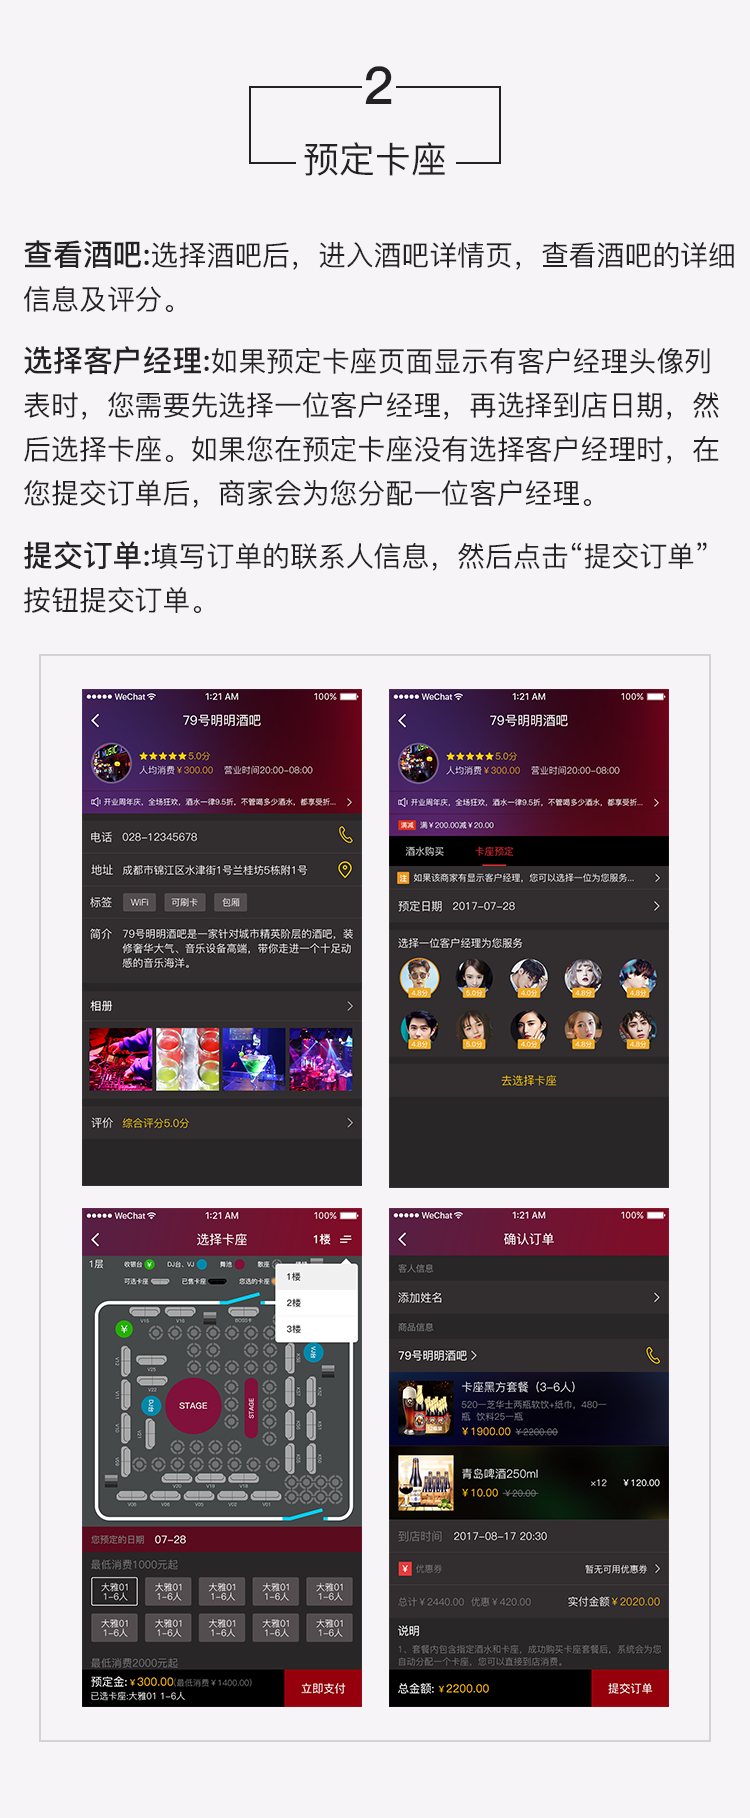 2
预定卡座
查看酒吧:选择酒吧后，进入酒吧详情页，查看酒吧的详细
信息及评分。
选择客户经理:如果预定卡座页面显示有客户经理头像列
表时，您需要先选择一位客户经理，再选择到店日期，然
后选择卡座。如果您在预定卡座没有选择客户经理时，在
您提交订单后，商家会为您分配一位客户经理。
提交订单:填写订单的联系人信息，然后点击“提交订单”
按钮提交订单。
WeChat 1:21 AM 100%
79号明明酒吧
5.0分
人均消费¥300.00 营业时间20:00-08:00
开业周年庆，全场狂欢，酒水一律9.5折，不管喝多少酒水，都享受折...
电话 028-12345678
地址 成都市锦江区水津街1号兰桂坊5栋附1号
标签 WiFi 可刷卡 包厢
简介 79号明明酒吧是一家针对城市精英阶层的酒吧，装
修奢华大气、音乐设备高端，带你走进一个十足动
感的音乐海洋。
相册
评价 综合评分5.0分
WeChat 1:21 AM 100%
79号明明酒吧
5.0分
人均消费¥300.00 营业时间20:00-08:00
开业周年庆，全场狂欢，酒水一律9.5折，不管喝多少酒水，都享受折...
满减 满¥200.00减¥20.00
酒水购买 卡座预定
注 如果该商家有显示客户经理，您可以选择一位为您服务...
预定日期 2017-07-28
选择一位客户经理为您服务
4.8分 5.0分 4.0分 4.8分 4.8分
4.8分 5.0分 4.0分 4.8分 4.8分
去选择卡座
WeChat 1:21 AM 100%
选择卡座 1楼
1层 收银台 ¥ DJ台、VJ 舞池 散座
可选卡座 已售卡座 您选的卡座
1楼
2楼
3楼
¥
V15 V16
V12
V25
V11
V22
DJ台
STAGE
STAGE
VJ台
V10
V21
V09
V20 V19 V18
V06 V06 V05 V02 V01
您预定的日期 07-28
最低消费1000元起
大雅01 大雅01 大雅01 大雅01 大雅01
1-6人 1-6人 1-6人 1-6人 1-6人
大雅01 大雅01 大雅01 大雅01 大雅01
1-6人 1-6人 1-6人 1-6人 1-6人
最低消费2000元起
预定金:¥300.00(最低消费¥1400.00)
已选卡座:大雅01 1-6人
立即支付
WeChat 1:21 AM 100%
确认订单
客人信息
添加姓名
商品信息
79号明明酒吧
卡座黑方套餐（3-6人）
520一芝华士两瓶软饮+纸巾，480一
瓶 饮料25一瓶
¥1900.00 ¥2200.00
青岛啤酒250ml
¥10.00 ¥20.00 ×12 ¥120.00
到店时间 2017-08-17 20:30
¥ 优惠券 暂无可用优惠券
总计¥2440.00 优惠¥420.00 实付金额¥2020.00
说明
1、套餐内包含指定酒水和卡座，成功购买卡座套餐后，系统会为您
自动分配一个卡座，您可以直接到店消费。
总金额: ¥2200.00
提交订单